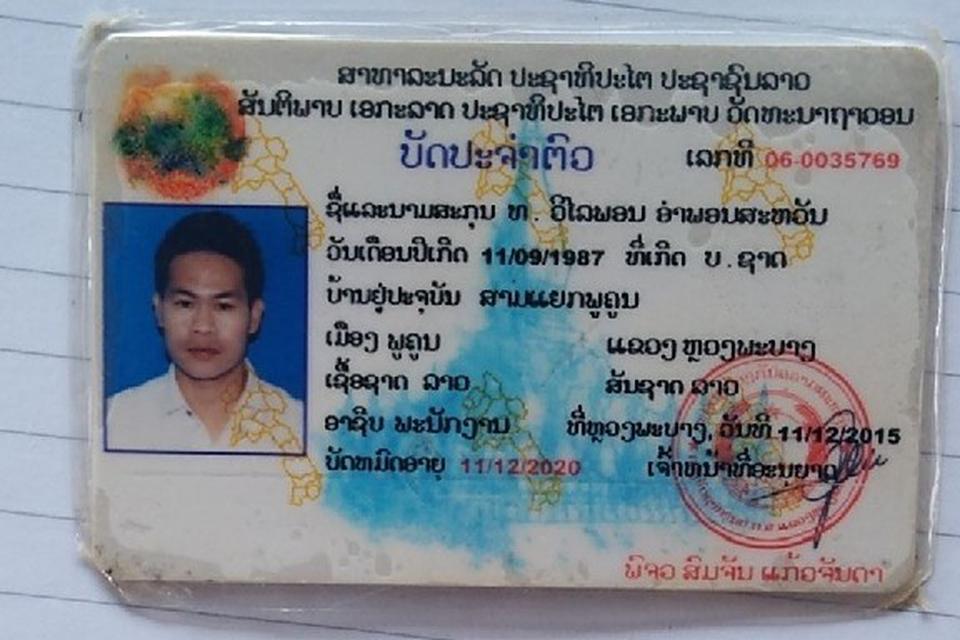 ສາທາລະນະລັດ ປະຊາທິປະໄຕ ປະຊາຊົນລາວ
ສັນຕິພາບ ເອກະລາດ ປະຊາທິປະໄຕ ເອກະພາບ ວັດທະນາຖາວອນ
ບັດປະຈຳຕົວ ເລກທີ 06-0035769
ຊື່ແລະນາມສະກຸນ ທ. ວິໄລພອນ ອຳພອນສະຫວັນ
ວັນເດືອນປີເກີດ 11/09/1987 ທີ່ເກີດ ບ.ຊາດ
ບ້ານຢູ່ປະຈຸບັນ ສາມແຍກພູຄູນ
ເມືອງ ພູຄູນ ແຂວງ ຫຼວງພະບາງ
ເຊື້ອຊາດ ລາວ ສັນຊາດ ລາວ
ອາຊີບ ພະນັກງານ ທີ່ຫຼວງພະບາງ, ວັນທີ 11/12/2015
ບັດຫມົດອາຍຸ 11/12/2020 ເຈົ້າຫນ້າທີ່ອະນຸຍາດ
ພົຈວ ສົມຈັນ ແກ້ວຈັນດາ